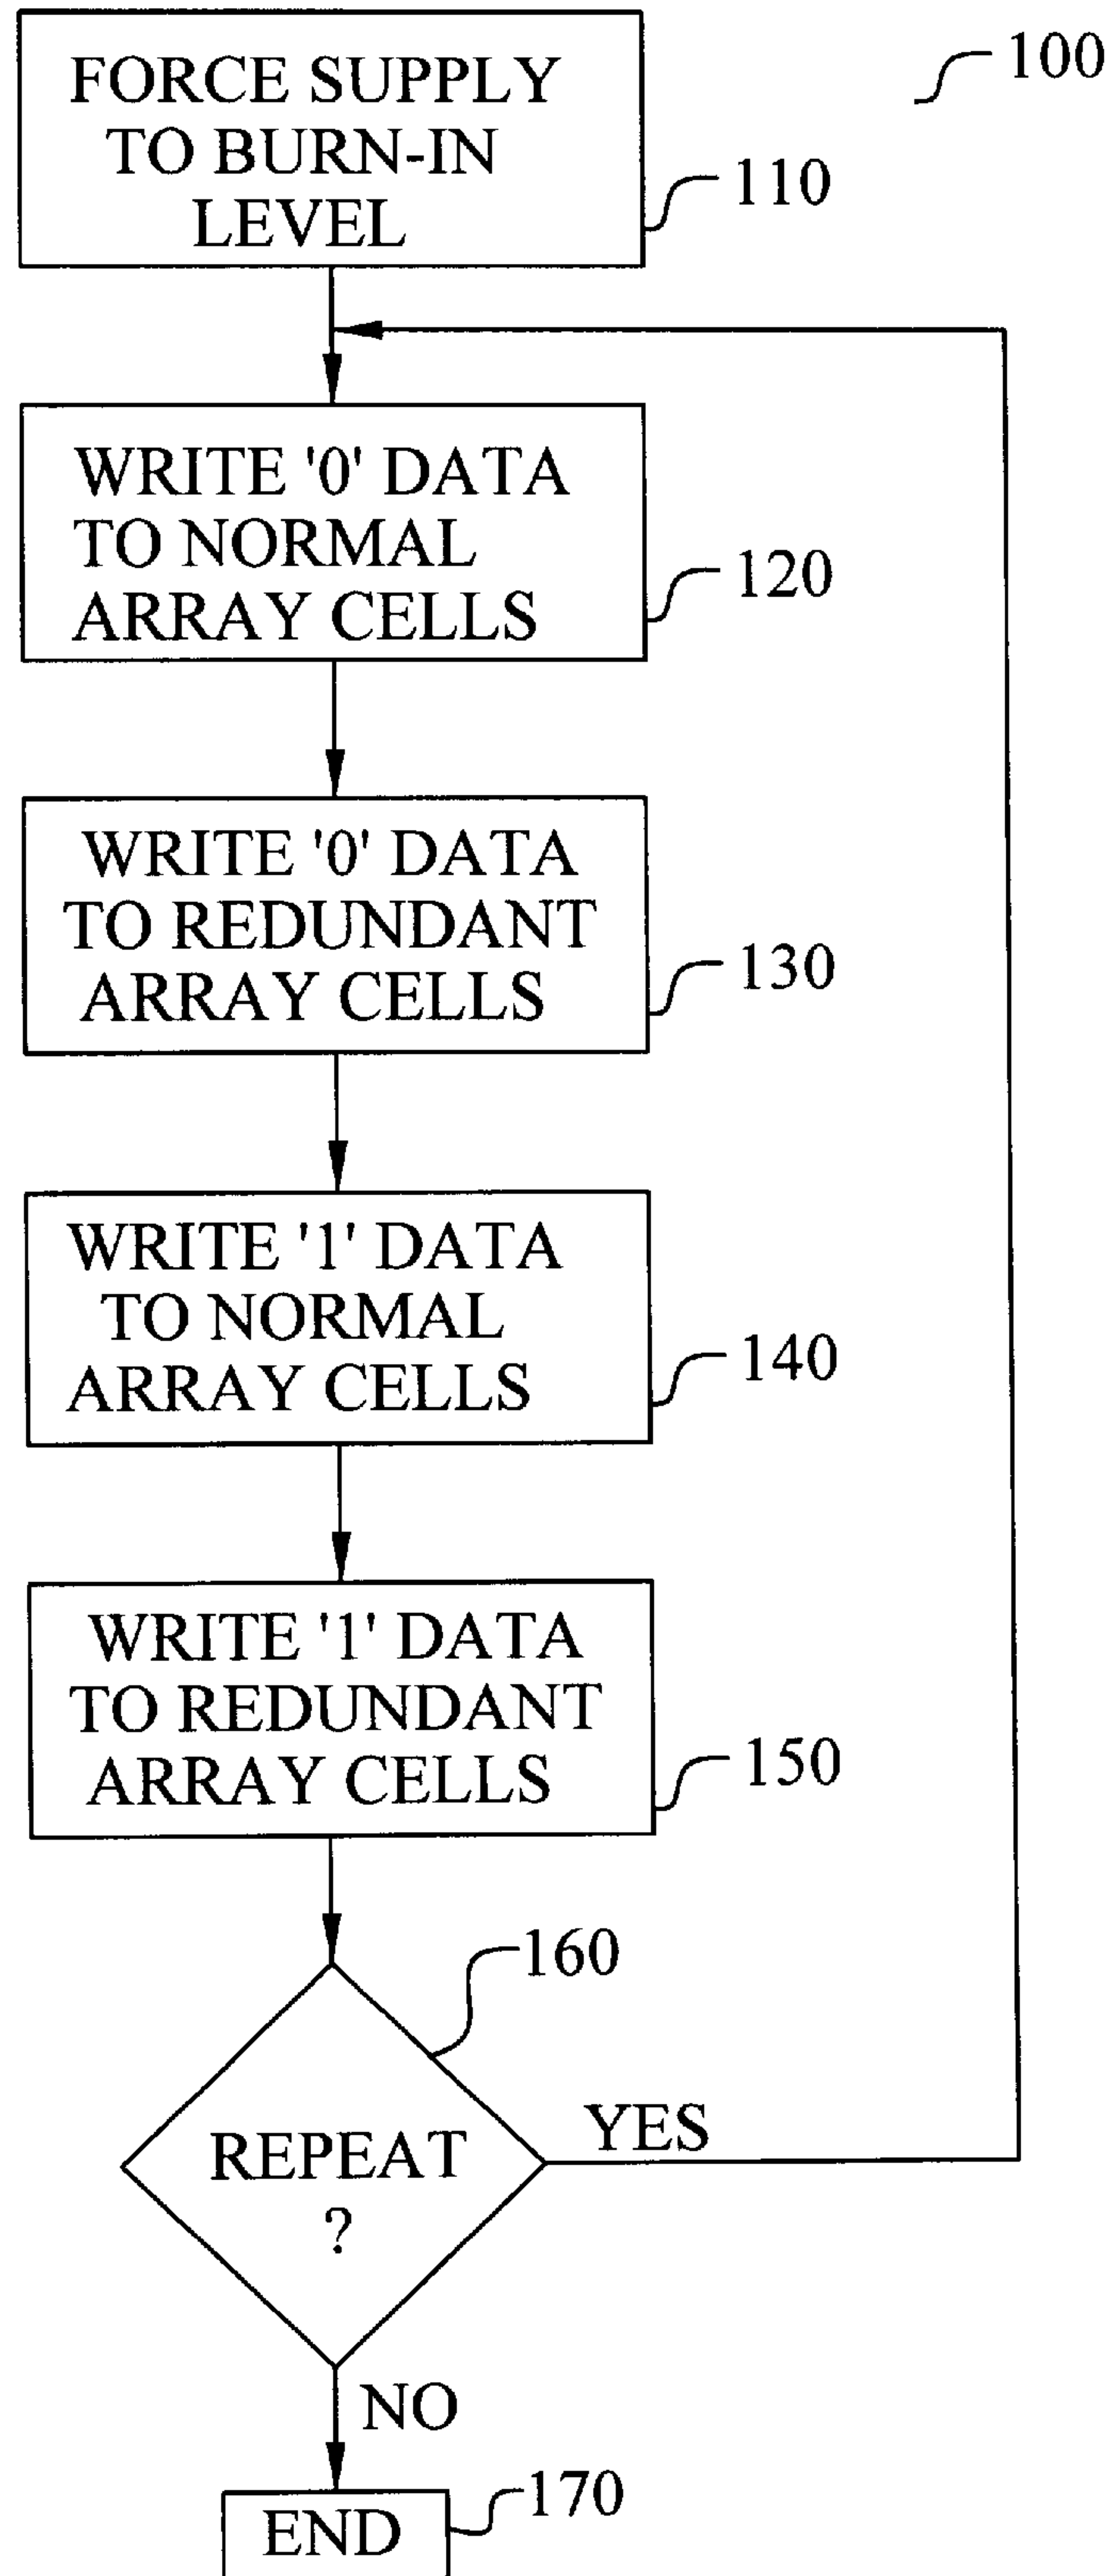 100
FORCE SUPPLY
TO BURN-IN
LEVEL
110
WRITE '0' DATA
TO NORMAL
ARRAY CELLS
120
WRITE '0' DATA
TO REDUNDANT
ARRAY CELLS
130
WRITE '1' DATA
TO NORMAL
ARRAY CELLS
140
WRITE '1' DATA
TO REDUNDANT
ARRAY CELLS
150
160
REPEAT
?
YES
NO
END
170